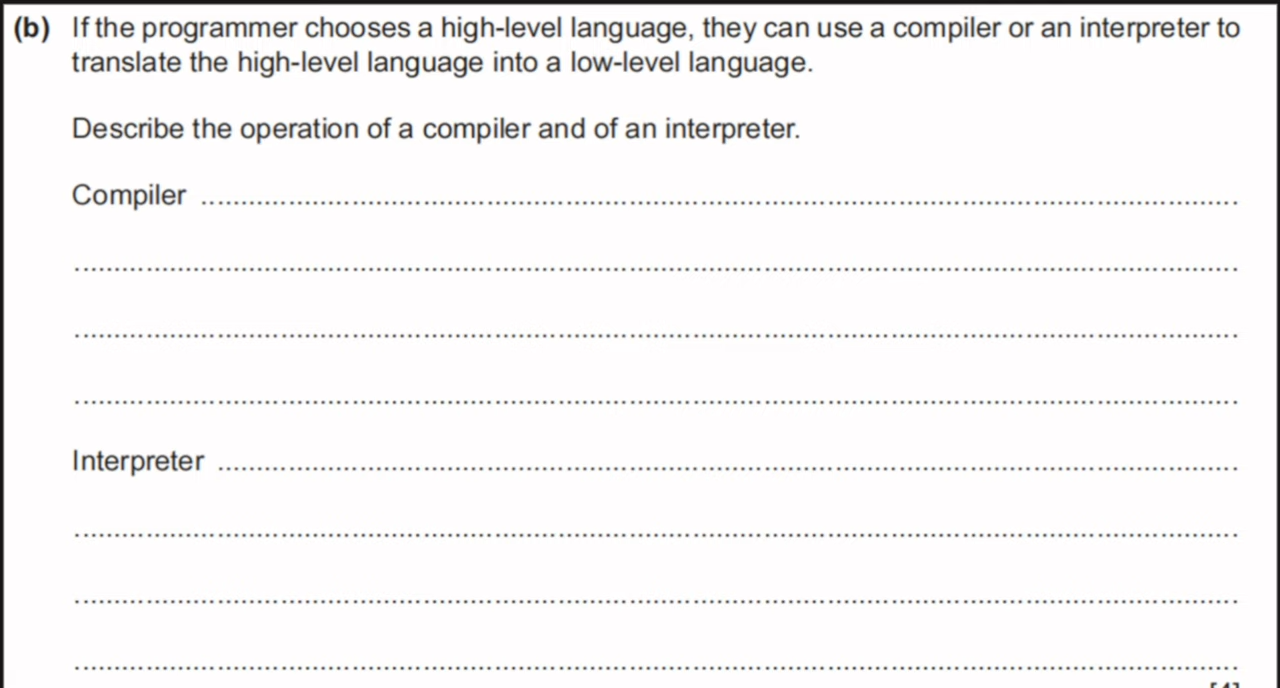 (b) If the programmer chooses a high-level language, they can use a compiler or an interpreter to
translate the high-level language into a low-level language.
Describe the operation of a compiler and of an interpreter.
Compiler ....................................................................................................
....................................................................................................
....................................................................................................
....................................................................................................
Interpreter ....................................................................................................
....................................................................................................
....................................................................................................
....................................................................................................